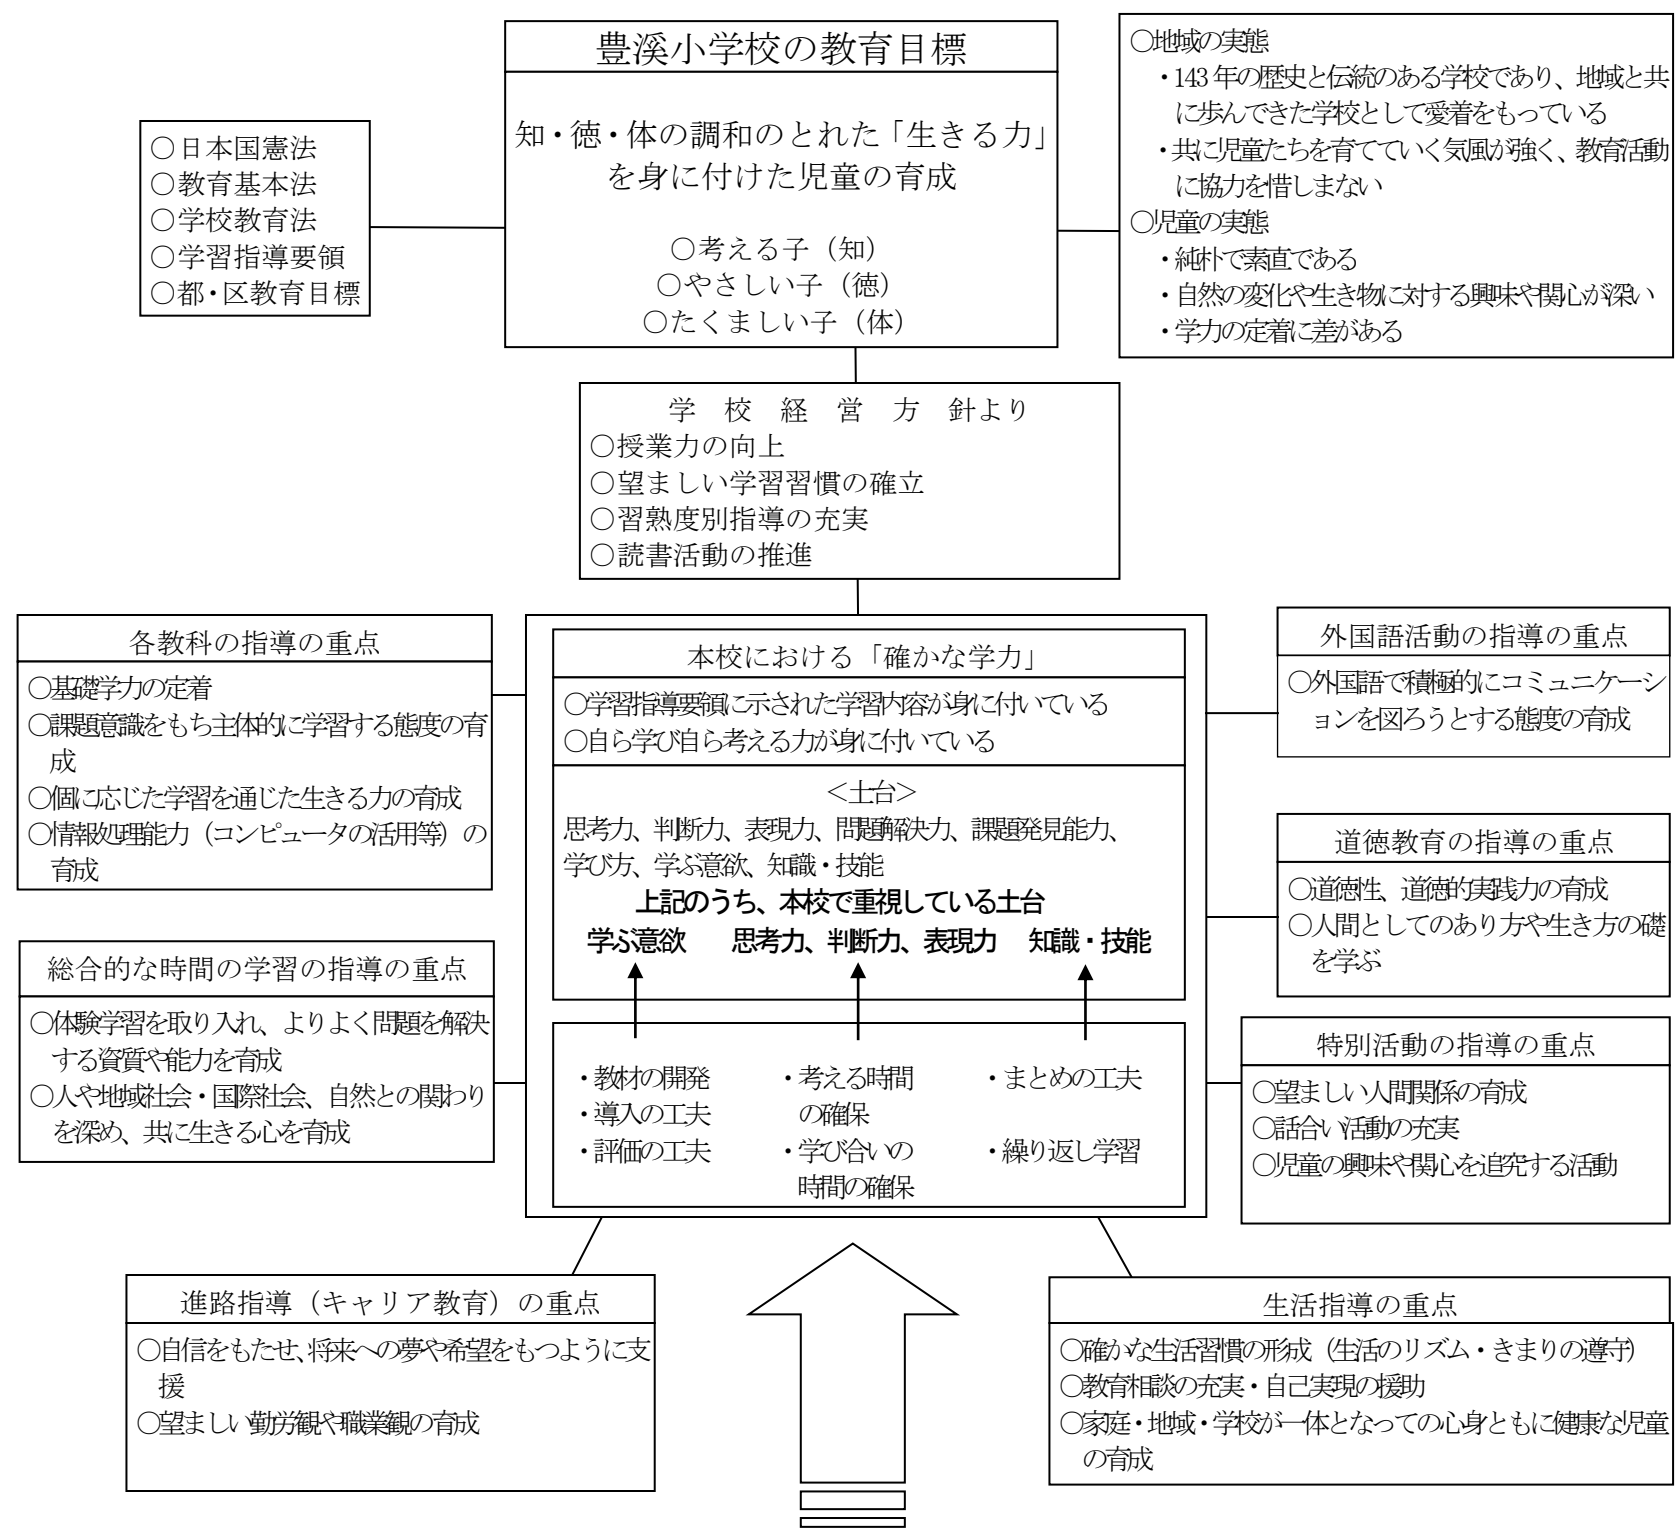 豊溪小学校の教育目標
知・徳・体の調和のとれた「生きる力」
を身に付けた児童の育成
○考える子（知）
○やさしい子（徳）
○たくましい子（体）
○日本国憲法
○教育基本法
○学校教育法
○学習指導要領
○都・区教育目標
○地域の実態
・143年の歴史と伝統のある学校であり、地域と共
に歩んできた学校として愛着をもっている
・共に児童たちを育てていく気風が強く、教育活動
に協力を惜しまない
○児童の実態
・純朴で素直である
・自然の変化や生き物に対する興味や関心が深い
・学力の定着に差がある
学　校　経　営　方　針より
○授業力の向上
○望ましい学習習慣の確立
○習熟度別指導の充実
○読書活動の推進
各教科の指導の重点
○基礎学力の定着
○課題意識をもち主体的に学習する態度の育
成
○個に応じた学習を通じた生きる力の育成
○情報処理能力（コンピュータの活用等）の
育成
総合的な時間の学習の指導の重点
○体験学習を取り入れ、よりよく問題を解決
する資質や能力を育成
○人や地域社会・国際社会、自然との関わり
を深め、共に生きる心を育成
本校における「確かな学力」
○学習指導要領に示された学習内容が身に付いている
○自ら学び自ら考える力が身に付いている
＜土台＞
思考力、判断力、表現力、問題解決力、課題発見能力、
学び方、学ぶ意欲、知識・技能
上記のうち、本校で重視している土台
学ぶ意欲　思考力、判断力、表現力　知識・技能
・教材の開発
・導入の工夫
・評価の工夫
・考える時間
の確保
・学び合いの
時間の確保
・まとめの工夫
・繰り返し学習
外国語活動の指導の重点
○外国語で積極的にコミュニケーシ
ョンを図ろうとする態度の育成
道徳教育の指導の重点
○道徳性、道徳的実践力の育成
○人間としてのあり方や生き方の礎
を学ぶ
特別活動の指導の重点
○望ましい人間関係の育成
○話合い活動の充実
○児童の興味や関心を追究する活動
進路指導（キャリア教育）の重点
○自信をもたせ、将来への夢や希望をもつように支
援
○望ましい勤労観や職業観の育成
生活指導の重点
○確かな生活習慣の形成（生活のリズム・きまりの遵守）
○教育相談の充実・自己実現の援助
○家庭・地域・学校が一体となっての心身ともに健康な児童
の育成